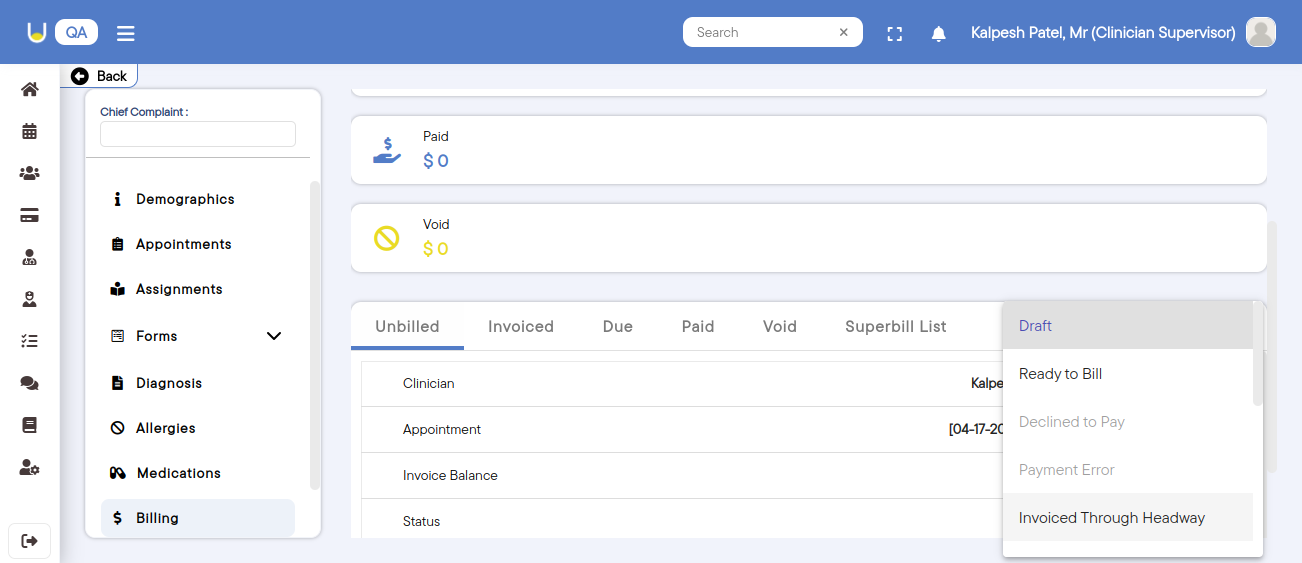 QA
Search
Kalpesh Patel, Mr (Clinician Supervisor)
Back
Chief Complaint :
Demographics
Appointments
Assignments
Forms
Diagnosis
Allergies
Medications
Billing
Paid
$ 0
Void
$ 0
Unbilled Invoiced Due Paid Void Superbill List
Clinician Kalpe
Appointment [04-17-20
Invoice Balance
Status
Draft
Ready to Bill
Declined to Pay
Payment Error
Invoiced Through Headway